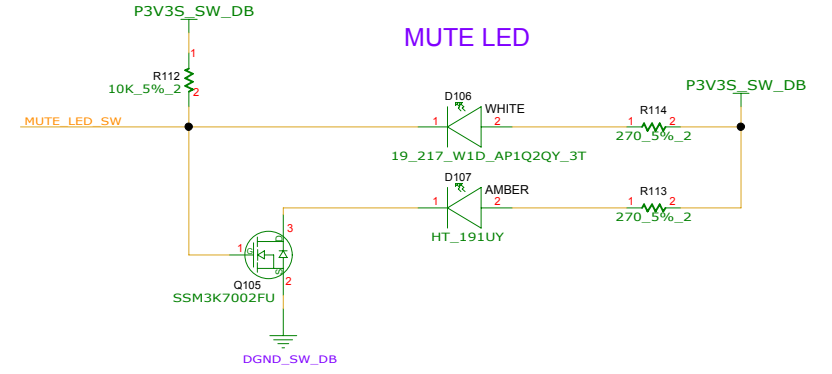 P3V3S_SW_DB
MUTE LED
1
R112
10K_5%_2
2
P3V3S_SW_DB
MUTE_LED_SW
D106
WHITE
1
2
19_217_W1D_AP1Q2QY_3T
R114
1
2
270_5%_2
D107
AMBER
1
2
HT_191UY
R113
1
2
270_5%_2
3
D
1
G
S
2
Q105
SSM3K7002FU
DGND_SW_DB